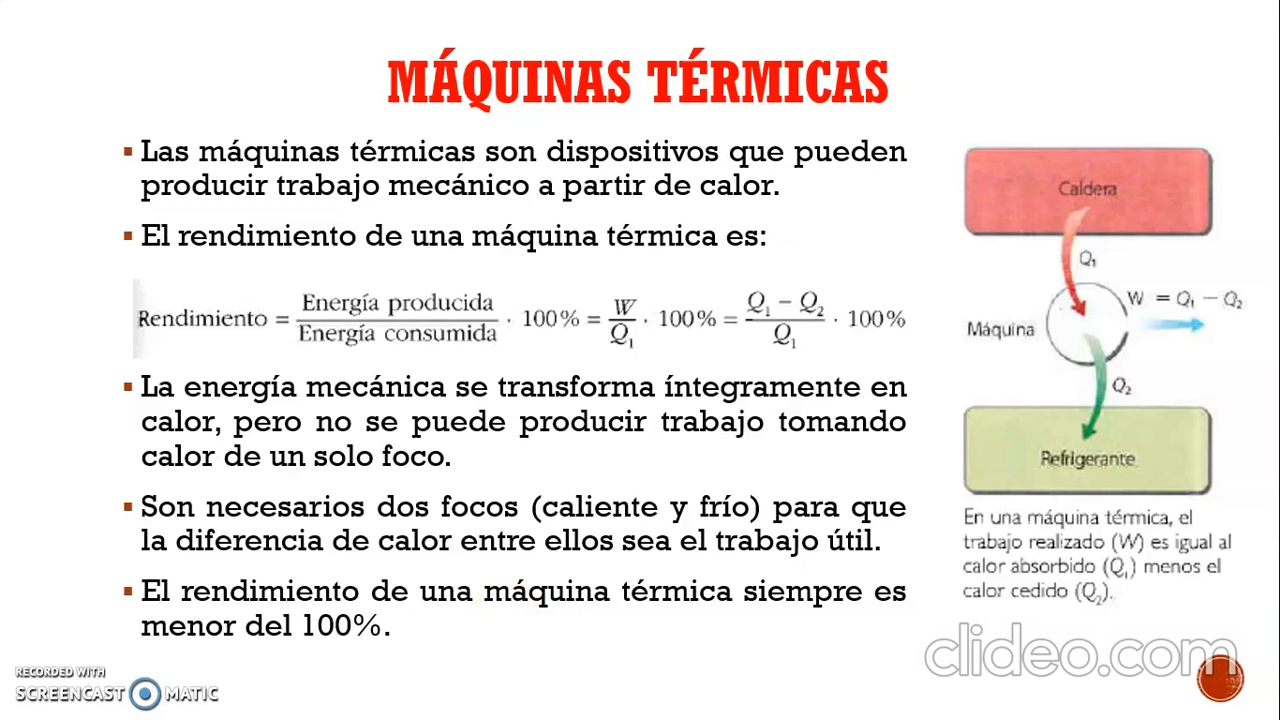 MÁQUINAS TÉRMICAS
▪ Las máquinas térmicas son dispositivos que pueden
producir trabajo mecánico a partir de calor.
▪ El rendimiento de una máquina térmica es:
Rendimiento = Energía producida / Energía consumida · 100% = W / Q₁ · 100% = Q₁ − Q₂ / Q₁ · 100%
▪ La energía mecánica se transforma íntegramente en
calor, pero no se puede producir trabajo tomando
calor de un solo foco.
▪ Son necesarios dos focos (caliente y frío) para que
la diferencia de calor entre ellos sea el trabajo útil.
▪ El rendimiento de una máquina térmica siempre es
menor del 100%.
Caldera
Q₁
W = Q₁ − Q₂
Máquina
Q₂
Refrigerante
En una máquina térmica, el
trabajo realizado (W) es igual al
calor absorbido (Q₁) menos el
calor cedido (Q₂).
clideo.com
RECORDED WITH
SCREENCAST MATIC